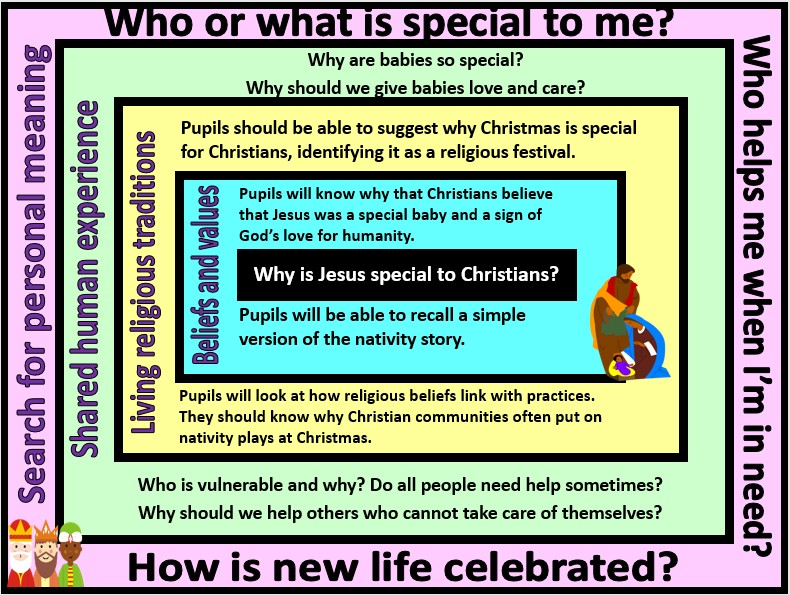 Who or what is special to me?
Search for personal meaning
Who helps me when I'm in need?
Why are babies so special?
Why should we give babies love and care?
Shared human experience
Pupils should be able to suggest why Christmas is special
for Christians, identifying it as a religious festival.
Living religious traditions
Beliefs and values
Pupils will know why that Christians believe
that Jesus was a special baby and a sign of
God's love for humanity.
Why is Jesus special to Christians?
Pupils will be able to recall a simple
version of the nativity story.
Pupils will look at how religious beliefs link with practices.
They should know why Christian communities often put on
nativity plays at Christmas.
Who is vulnerable and why? Do all people need help sometimes?
Why should we help others who cannot take care of themselves?
How is new life celebrated?